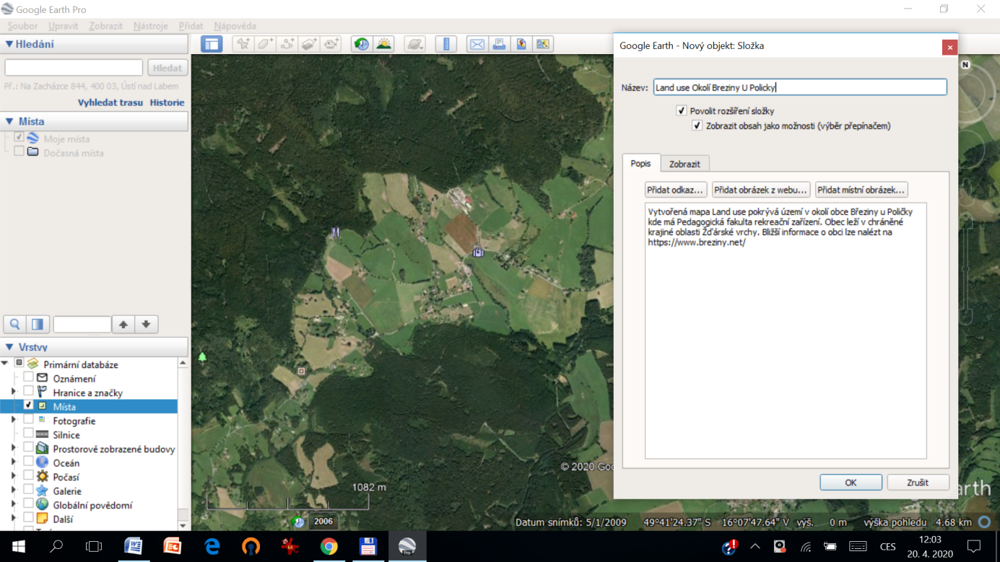 Google Earth Pro
Soubor Upravit Zobrazit Nástroje Přidat Nápověda
Hledání
Hledat
Př.: Na Zacházce 844, 400 03, Ústí nad Labem
Vyhledat trasu Historie
Místa
Moje místa
Dočasná místa
Vrstvy
Primární databáze
Oznámení
Hranice a značky
Místa
Fotografie
Silnice
Prostorově zobrazené budovy
Oceán
Počasí
Galerie
Globální povědomí
Další
Google Earth - Nový objekt: Složka
Název: Land use Okolí Breziny U Policky
Povolit rozšíření složky
Zobrazit obsah jako možnosti (výběr přepínačem)
Popis Zobrazit
Přidat odkaz... Přidat obrázek z webu... Přidat místní obrázek...
Vytvořená mapa Land use pokrývá území v okolí obce Březiny u Poličky
kde má Pedagogická fakulta rekreační zařízení. Obec leží v chráněné
krajiné oblasti Žďárské vrchy. Bližší informace o obci lze nalézt na
https://www.breziny.net/
OK Zrušit
N
© 2020 Goo
arth
1082 m
2006
Datum snímků: 5/1/2009 49°41'24.37" S 16°07'47.64" V výš. 0 m výška pohledu 4.68 km
64
Pro
CES
12:03
20. 4. 2020